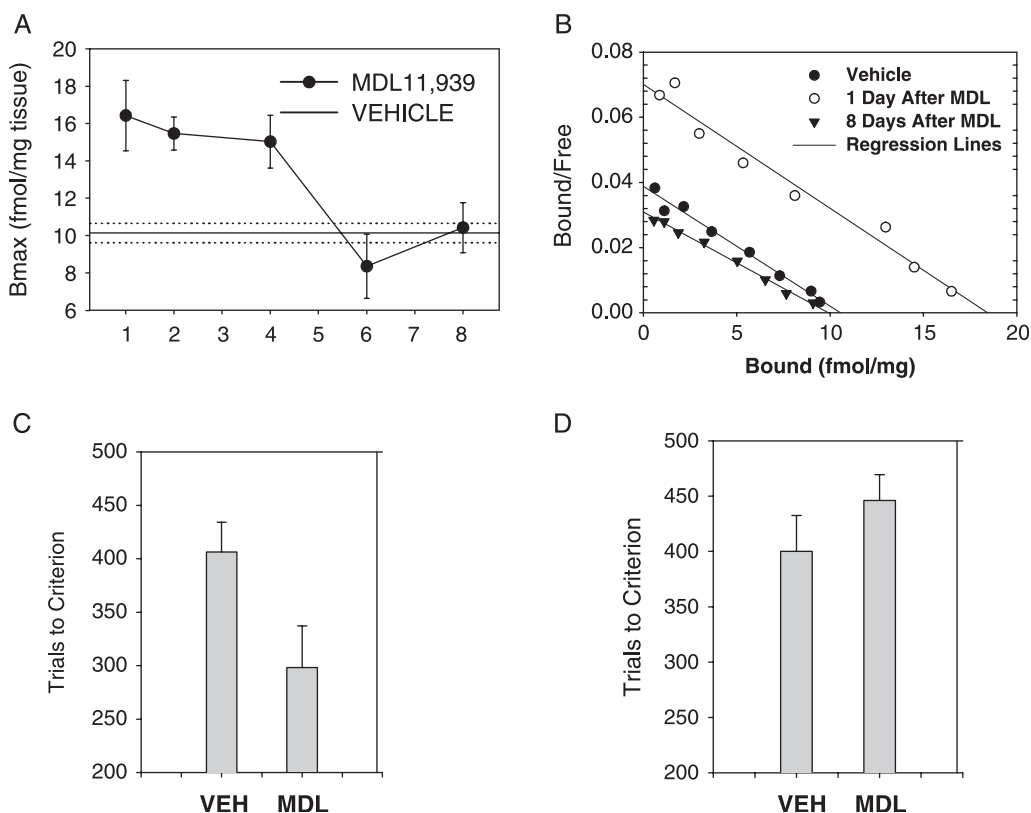 A
20
18
16
14
12
10
8
6
Bmax (fmol/mg tissue)
MDL11,939
VEHICLE
1 2 3 4 5 6 7 8
B
0.08
0.06
0.04
0.02
0.00
Bound/Free
Vehicle
1 Day After MDL
8 Days After MDL
Regression Lines
0 5 10 15 20
Bound (fmol/mg)
C
500
450
400
350
300
250
200
Trials to Criterion
VEH MDL
D
500
450
400
350
300
250
200
Trials to Criterion
VEH MDL